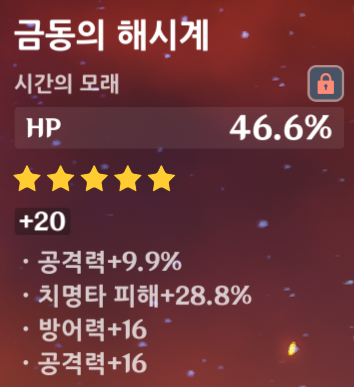 금동의 해시계
시간의 모래
HP 46.6%
+20
· 공격력+9.9%
· 치명타 피해+28.8%
· 방어력+16
· 공격력+16